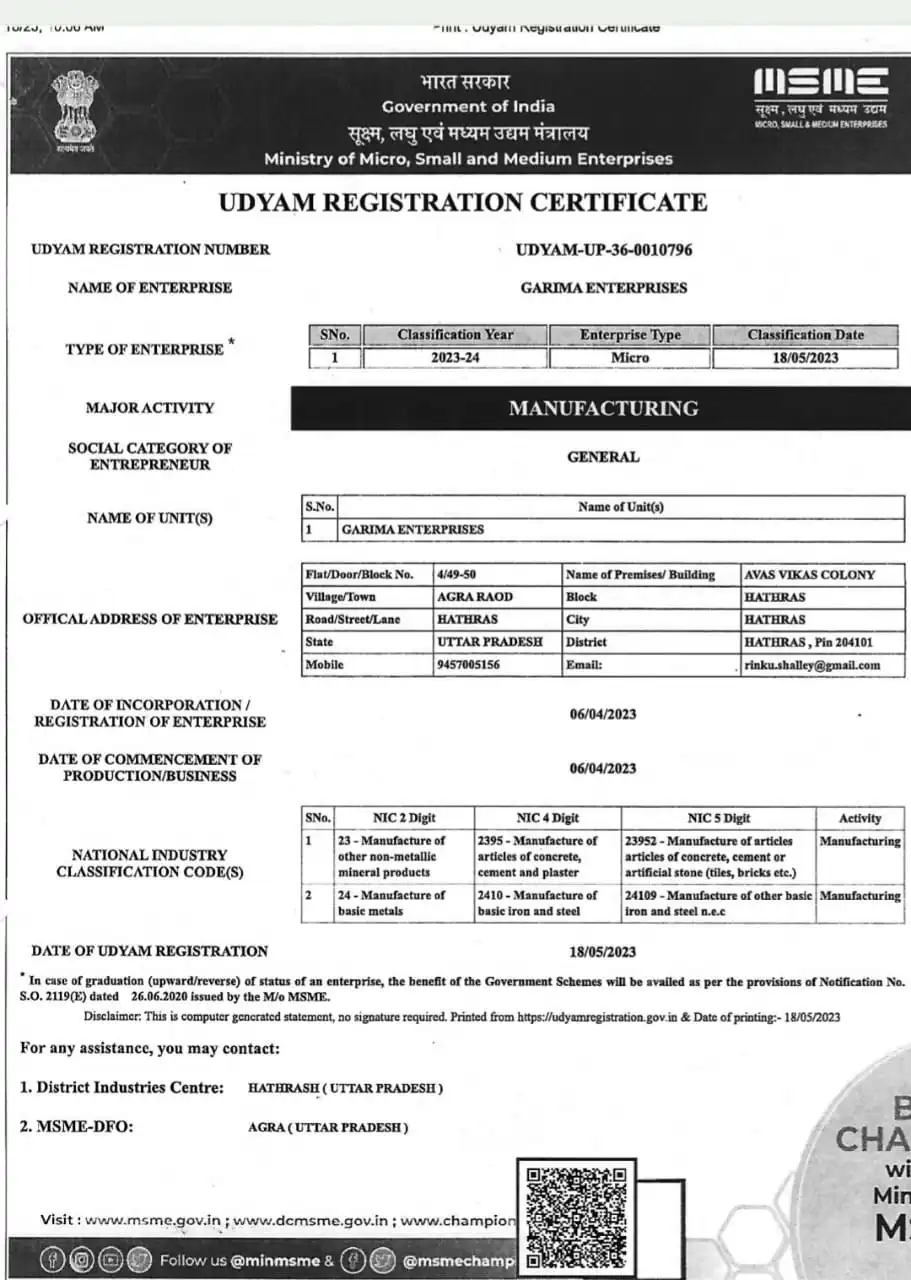 10:06 AM
Print : Udyam Registration Certificate
भारत सरकार
Government of India
सूक्ष्म, लघु एवं मध्यम उद्यम मंत्रालय
Ministry of Micro, Small and Medium Enterprises
सत्यमेव जयते
MSME
सूक्ष्म, लघु एवं मध्यम उद्यम
MICRO, SMALL & MEDIUM ENTERPRISES
UDYAM REGISTRATION CERTIFICATE
UDYAM REGISTRATION NUMBER UDYAM-UP-36-0010796
NAME OF ENTERPRISE GARIMA ENTERPRISES
TYPE OF ENTERPRISE *
SNo. Classification Year Enterprise Type Classification Date
1 2023-24 Micro 18/05/2023
MAJOR ACTIVITY MANUFACTURING
SOCIAL CATEGORY OF
ENTREPRENEUR
GENERAL
NAME OF UNIT(S)
S.No. Name of Unit(s)
1 GARIMA ENTERPRISES
OFFICAL ADDRESS OF ENTERPRISE
Flat/Door/Block No. 4/49-50 Name of Premises/ Building AVAS VIKAS COLONY
Village/Town AGRA RAOD Block HATHRAS
Road/Street/Lane HATHRAS City HATHRAS
State UTTAR PRADESH District HATHRAS , Pin 204101
Mobile 9457005156 Email: rinku.shalley@gmail.com
DATE OF INCORPORATION /
REGISTRATION OF ENTERPRISE
06/04/2023
DATE OF COMMENCEMENT OF
PRODUCTION/BUSINESS
06/04/2023
NATIONAL INDUSTRY
CLASSIFICATION CODE(S)
SNo. NIC 2 Digit NIC 4 Digit NIC 5 Digit Activity
1 23 - Manufacture of 2395 - Manufacture of 23952 - Manufacture of articles Manufacturing
other non-metallic articles of concrete, articles of concrete, cement or
mineral products cement and plaster artificial stone (tiles, bricks etc.)
2 24 - Manufacture of 2410 - Manufacture of 24109 - Manufacture of other basic Manufacturing
basic metals basic iron and steel iron and steel n.e.c
DATE OF UDYAM REGISTRATION 18/05/2023
* In case of graduation (upward/reverse) of status of an enterprise, the benefit of the Government Schemes will be availed as per the provisions of Notification No.
S.O. 2119(E) dated 26.06.2020 issued by the M/o MSME.
Disclaimer: This is computer generated statement, no signature required. Printed from https://udyamregistration.gov.in & Date of printing:- 18/05/2023
For any assistance, you may contact:
1. District Industries Centre: HATHRASH ( UTTAR PRADESH )
2. MSME-DFO: AGRA ( UTTAR PRADESH )
B
CHA
wi
Min
Ms
Visit : www.msme.gov.in ; www.dcmsme.gov.in ; www.champion
Follow us @minmsme & @msmechamp